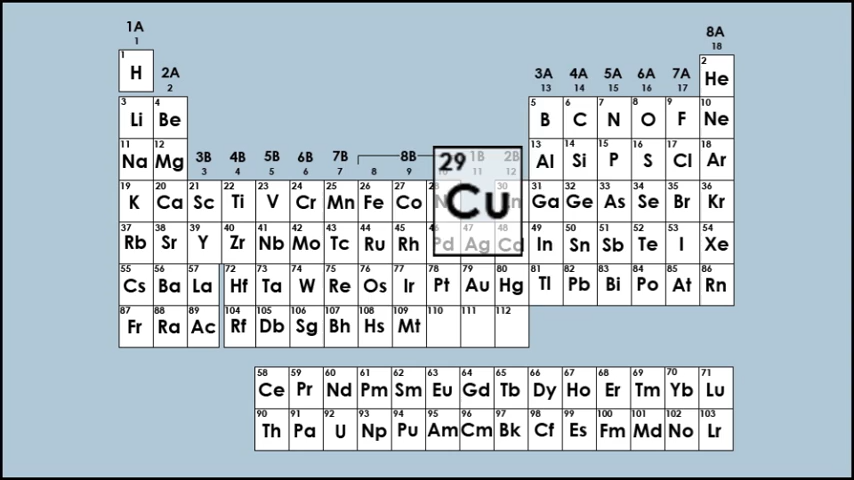 1A 8A
1 18
1 2
H 2A 3A 4A 5A 6A 7A He
2 13 14 15 16 17
3 4 5 6 7 8 9 10
Li Be B C N O F Ne
11 12 13 14 15 16 17 18
Na Mg 3B 4B 5B 6B 7B 8B 29 1B 2B Al Si P S Cl Ar
3 4 5 6 7 8 9 10 11 12
19 20 21 22 23 24 25 26 27 28 30 31 32 33 34 35 36
K Ca Sc Ti V Cr Mn Fe Co Cu Ga Ge As Se Br Kr
37 38 39 40 41 42 43 44 45 46 47 48 49 50 51 52 53 54
Rb Sr Y Zr Nb Mo Tc Ru Rh Pd Ag Cd In Sn Sb Te I Xe
55 56 57 72 73 74 75 76 77 78 79 80 81 82 83 84 85 86
Cs Ba La Hf Ta W Re Os Ir Pt Au Hg Tl Pb Bi Po At Rn
87 88 89 104 105 106 107 108 109 110 111 112
Fr Ra Ac Rf Db Sg Bh Hs Mt
58 59 60 61 62 63 64 65 66 67 68 69 70 71
Ce Pr Nd Pm Sm Eu Gd Tb Dy Ho Er Tm Yb Lu
90 91 92 93 94 95 96 97 98 99 100 101 102 103
Th Pa U Np Pu Am Cm Bk Cf Es Fm Md No Lr